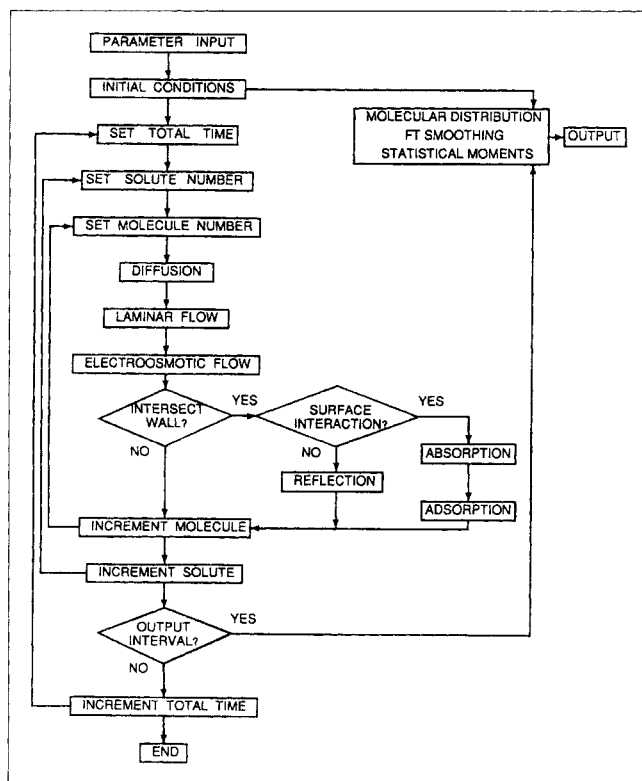 PARAMETER INPUT
INITIAL CONDITIONS
MOLECULAR DISTRIBUTION
FT SMOOTHING
STATISTICAL MOMENTS
OUTPUT
SET TOTAL TIME
SET SOLUTE NUMBER
SET MOLECULE NUMBER
DIFFUSION
LAMINAR FLOW
ELECTROOSMOTIC FLOW
INTERSECT
WALL?
YES
NO
SURFACE
INTERACTION?
YES
NO
ABSORPTION
REFLECTION
ADSORPTION
INCREMENT MOLECULE
INCREMENT SOLUTE
OUTPUT
INTERVAL?
YES
NO
INCREMENT TOTAL TIME
END